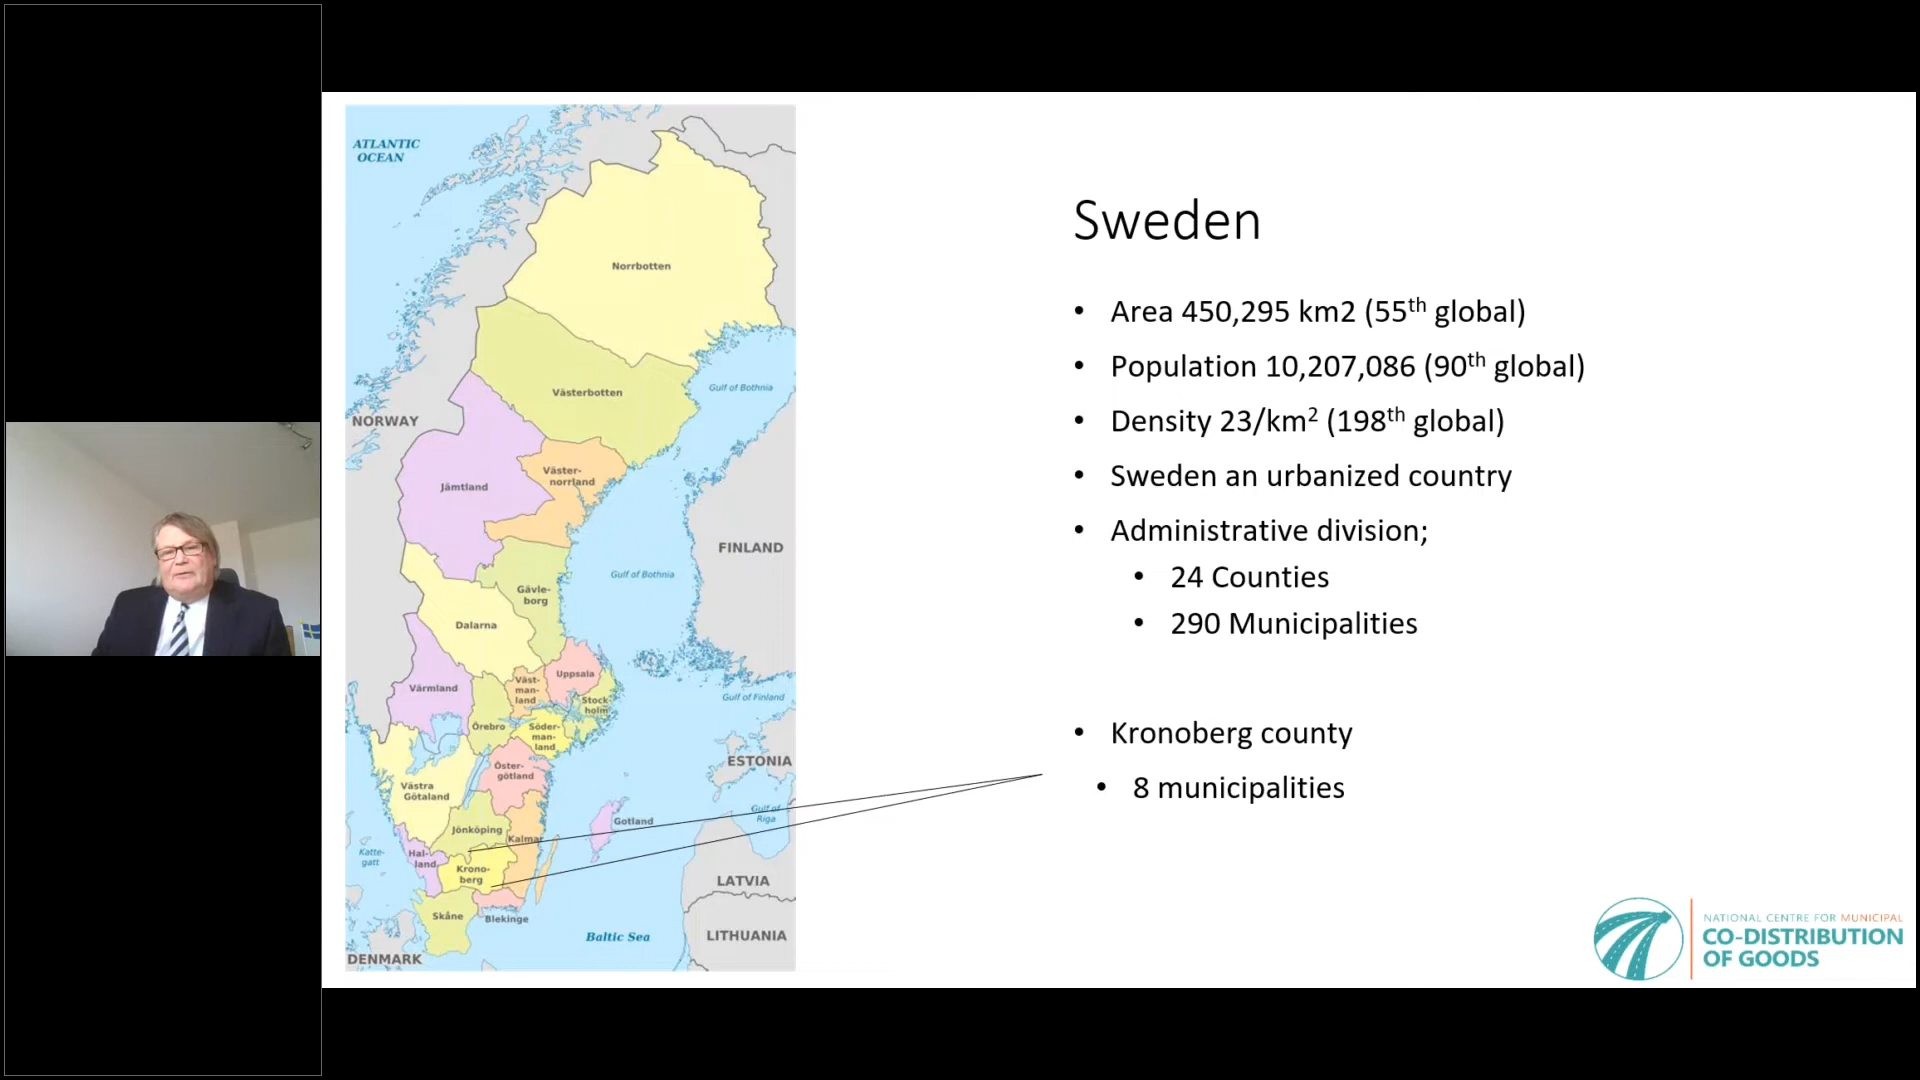 ATLANTIC
OCEAN
Norrbotten
Västerbotten
Gulf of Bothnia
NORWAY
Väster-
norrland
Jämtland
FINLAND
Gulf of Bothnia
Gävle-
borg
Dalarna
Uppsala
Väst-
man-
land
Värmland
Stock
holm
Gulf of Finland
Örebro
Söder-
man-
land
ESTONIA
Öster-
götland
Västra
Götaland
Gulf of
Riga
Gotland
Jönköping
Kalmar
Katte-
gatt
Hal-
land
Krono-
berg
LATVIA
Skåne
Blekinge
Baltic Sea
LITHUANIA
DENMARK
Sweden
• Area 450,295 km2 (55th global)
• Population 10,207,086 (90th global)
• Density 23/km2 (198th global)
• Sweden an urbanized country
• Administrative division;
• 24 Counties
• 290 Municipalities
• Kronoberg county
• 8 municipalities
NATIONAL CENTRE FOR MUNICIPAL
CO-DISTRIBUTION
OF GOODS